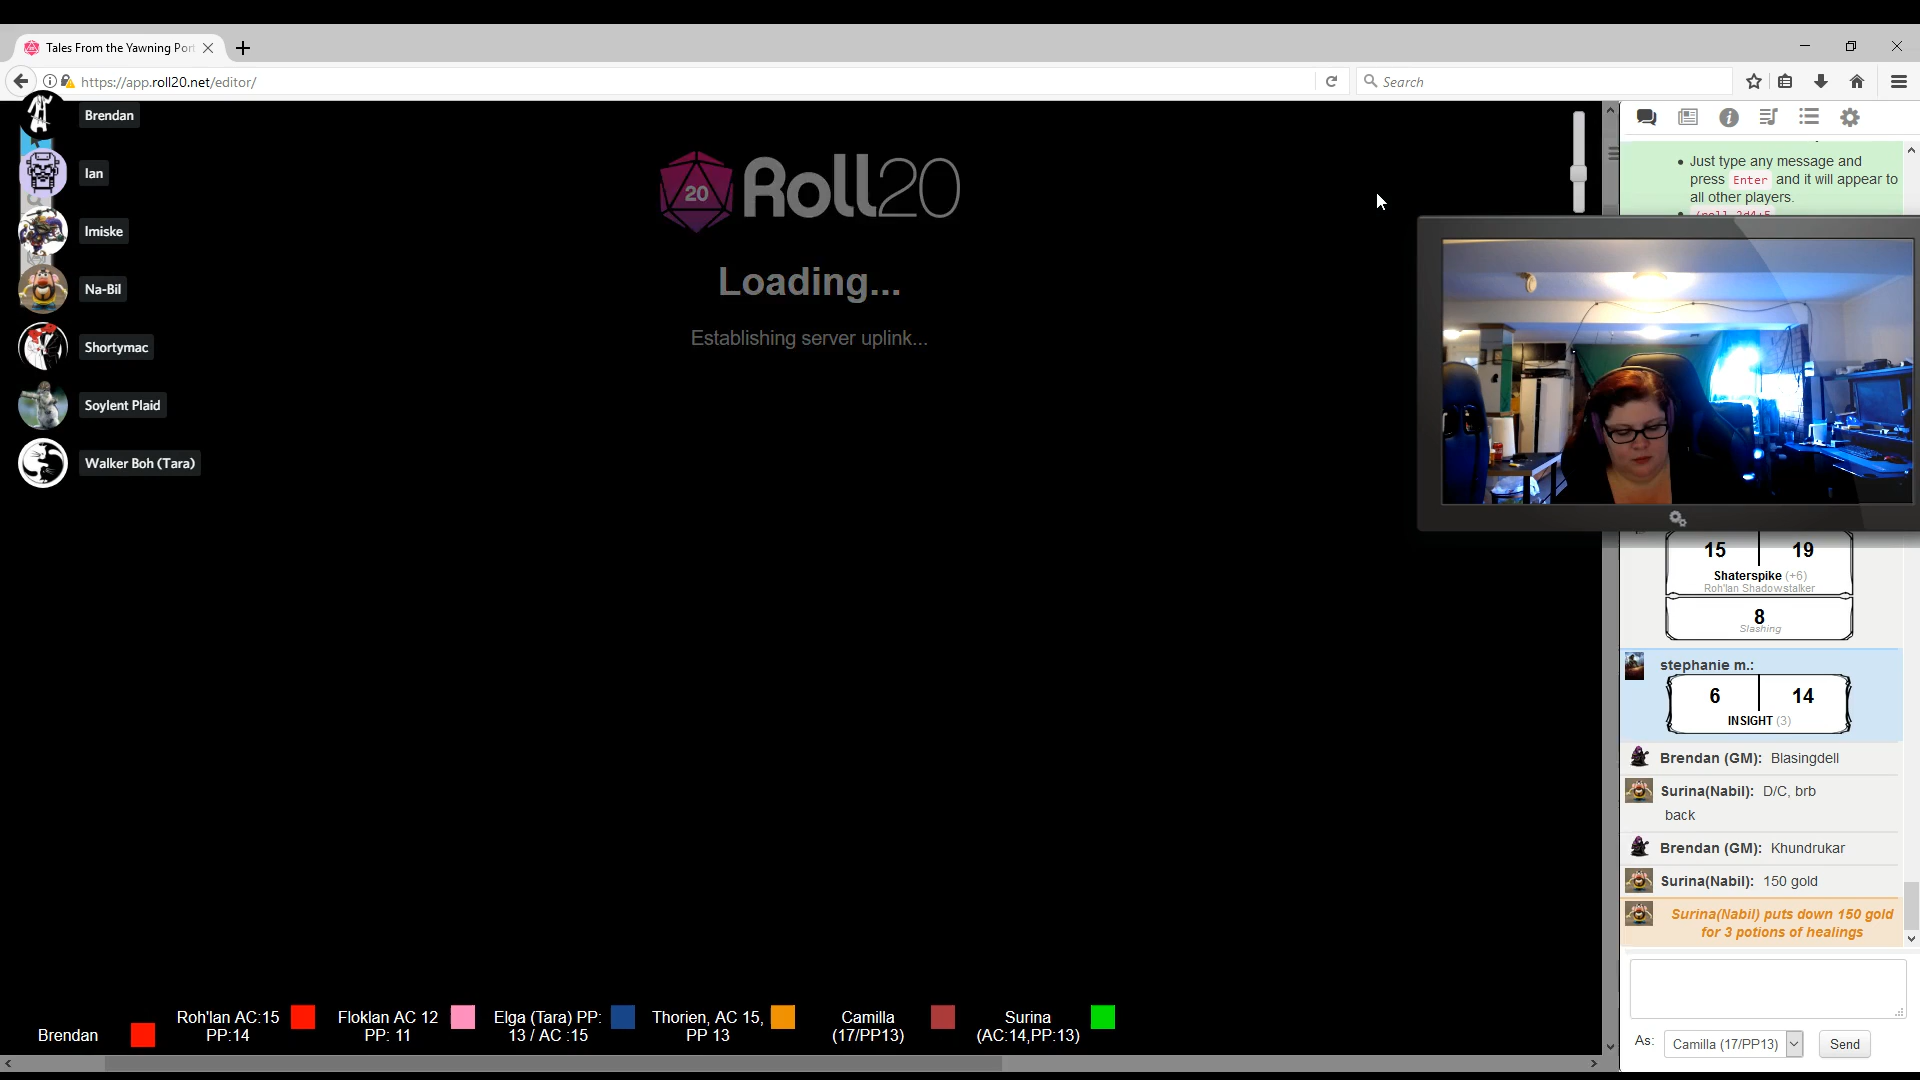 Tales From the Yawning Por
https://app.roll20.net/editor/
Search
Brendan
Ian
Imiske
Na-Bil
Shortymac
Soylent Plaid
Walker Boh (Tara)
20
Roll20
Loading...
Establishing server uplink...
Just type any message and
press Enter and it will appear to
all other players.
15 19
Shaterspike (+6)
Roh'lan Shadowstalker
8
Slashing
stephanie m.:
6 14
INSIGHT (3)
Brendan (GM): Blasingdell
Surina(Nabil): D/C, brb
back
Brendan (GM): Khundrukar
Surina(Nabil): 150 gold
Surina(Nabil) puts down 150 gold
for 3 potions of healings
As: Camilla (17/PP13) Send
Brendan
Roh'lan AC:15
PP:14
Floklan AC 12
PP: 11
Elga (Tara) PP:
13 / AC :15
Thorien, AC 15,
PP 13
Camilla
(17/PP13)
Surina
(AC:14,PP:13)